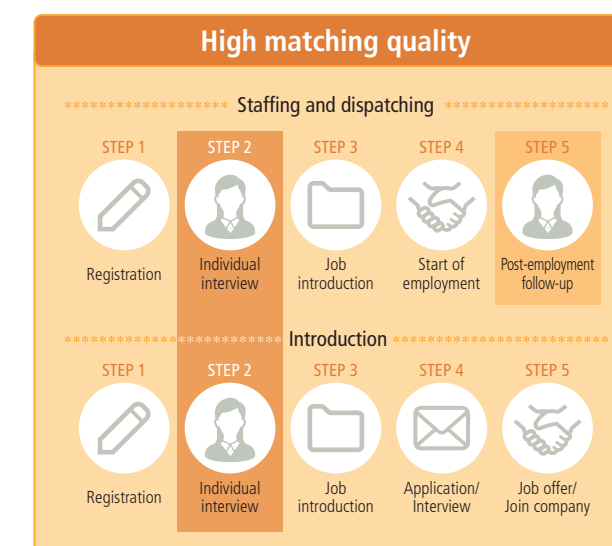 High matching quality
Staffing and dispatching
STEP 1 STEP 2 STEP 3 STEP 4 STEP 5
Registration
Individual
interview
Job
introduction
Start of
employment
Post-employment
follow-up
Introduction
STEP 1 STEP 2 STEP 3 STEP 4 STEP 5
Registration
Individual
interview
Job
introduction
Application/
Interview
Job offer/
Join company